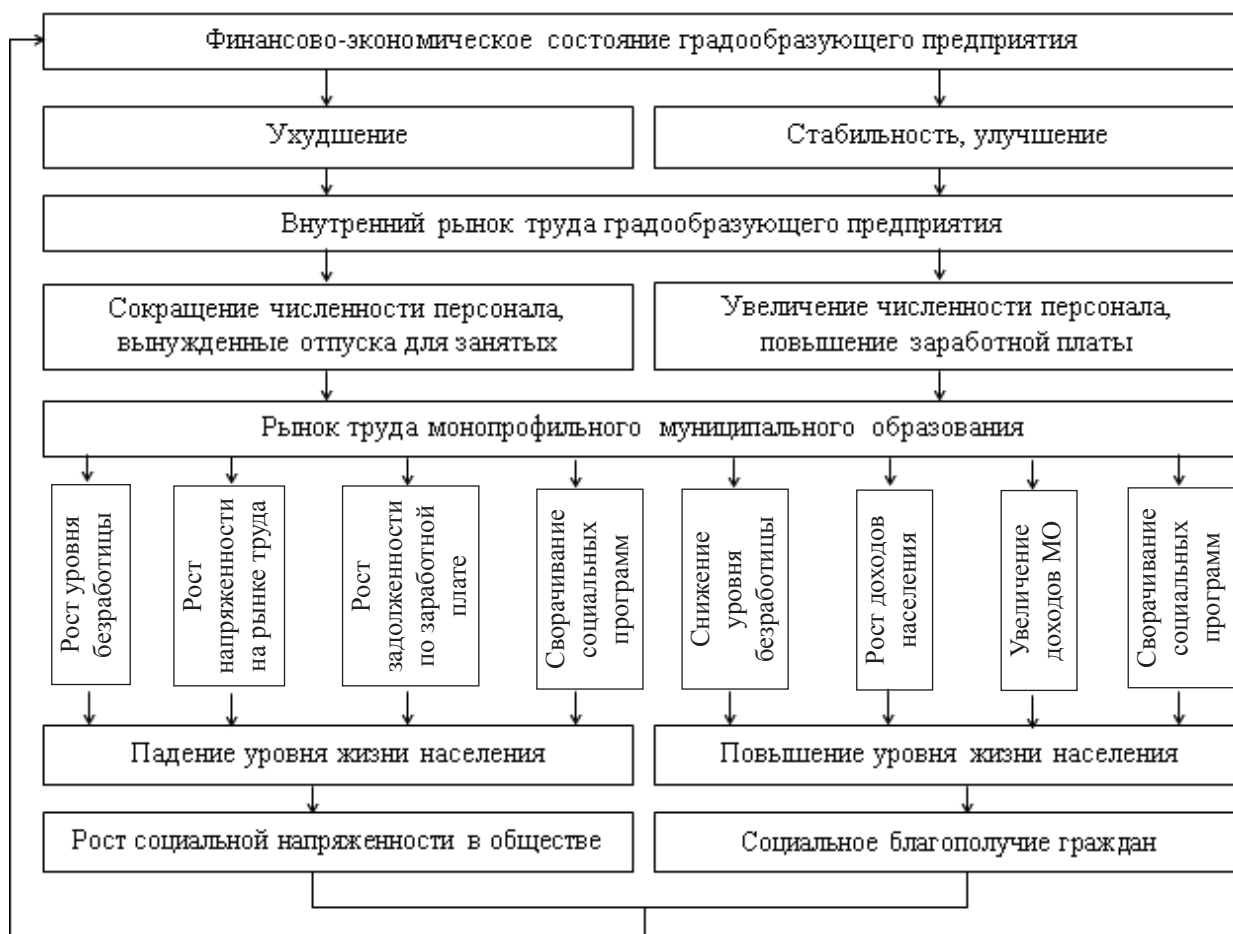 Финансово-экономическое состояние градообразующего предприятия
Ухудшение
Стабильность, улучшение
Внутренний рынок труда градообразующего предприятия
Сокращение численности персонала,
вынужденные отпуска для занятых
Увеличение численности персонала,
повышение заработной платы
Рынок труда монопрофильного муниципального образования
Рост уровня
безработицы
Рост
напряженности
на рынке труда
Рост
задолженности
по заработной
плате
Сворачивание
социальных
программ
Снижение
уровня
безработицы
Рост доходов
населения
Увеличение
доходов МО
Сворачивание
социальных
программ
Падение уровня жизни населения
Повышение уровня жизни населения
Рост социальной напряженности в обществе
Социальное благополучие граждан